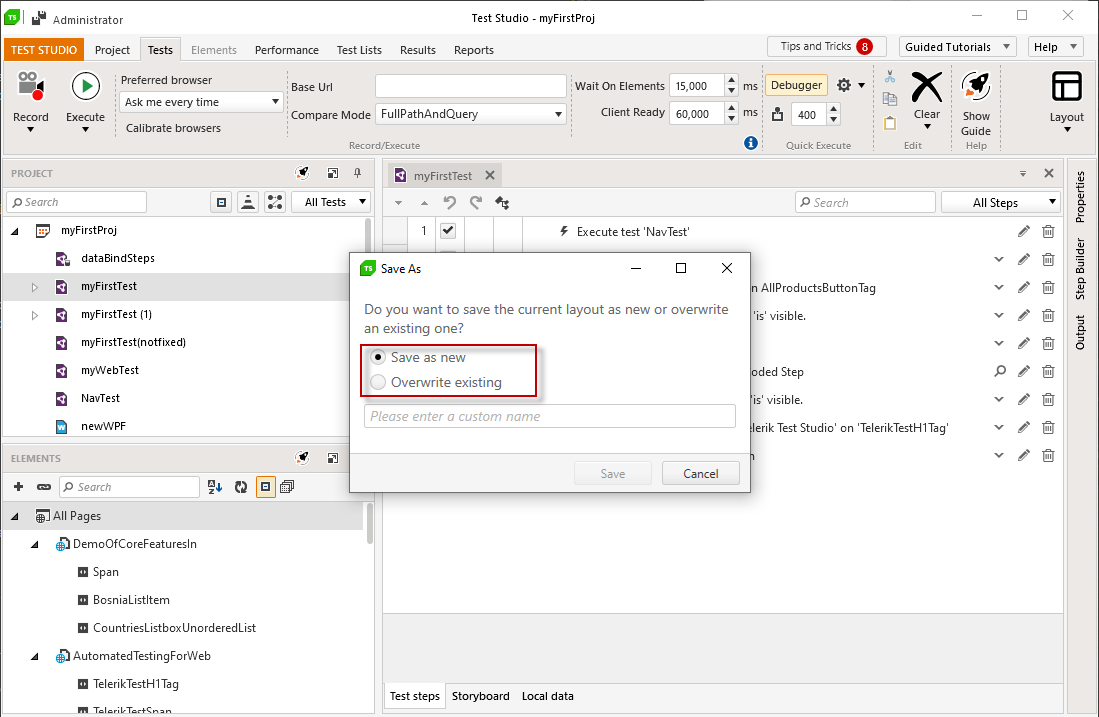 TS
Administrator
Test Studio - myFirstProj
TEST STUDIO
Project
Tests
Elements
Performance
Test Lists
Results
Reports
Tips and Tricks 8
Guided Tutorials
Help
Record
Execute
Preferred browser
Ask me every time
Calibrate browsers
Base Url
Compare Mode FullPathAndQuery
Record/Execute
Wait On Elements 15,000 ms
Client Ready 60,000 ms
Debugger
400
Quick Execute
Clear
Edit
Show
Guide
Help
Layout
PROJECT
Search
All Tests
myFirstProj
dataBindSteps
myFirstTest
myFirstTest (1)
myFirstTest(notfixed)
myWebTest
NavTest
newWPF
ELEMENTS
Search
All Pages
DemoOfCoreFeaturesIn
Span
BosniaListItem
CountriesListboxUnorderedList
AutomatedTestingForWeb
TelerikTestH1Tag
TelerikTestSpan
myFirstTest
Search
All Steps
1 Execute test 'NavTest'
n AllProductsButtonTag
'is' visible.
oded Step
'is' visible.
elerik Test Studio' on 'TelerikTestH1Tag'
n
TS Save As
Do you want to save the current layout as new or overwrite
an existing one?
Save as new
Overwrite existing
Please enter a custom name
Save
Cancel
Test steps
Storyboard
Local data
Properties
Step Builder
Output